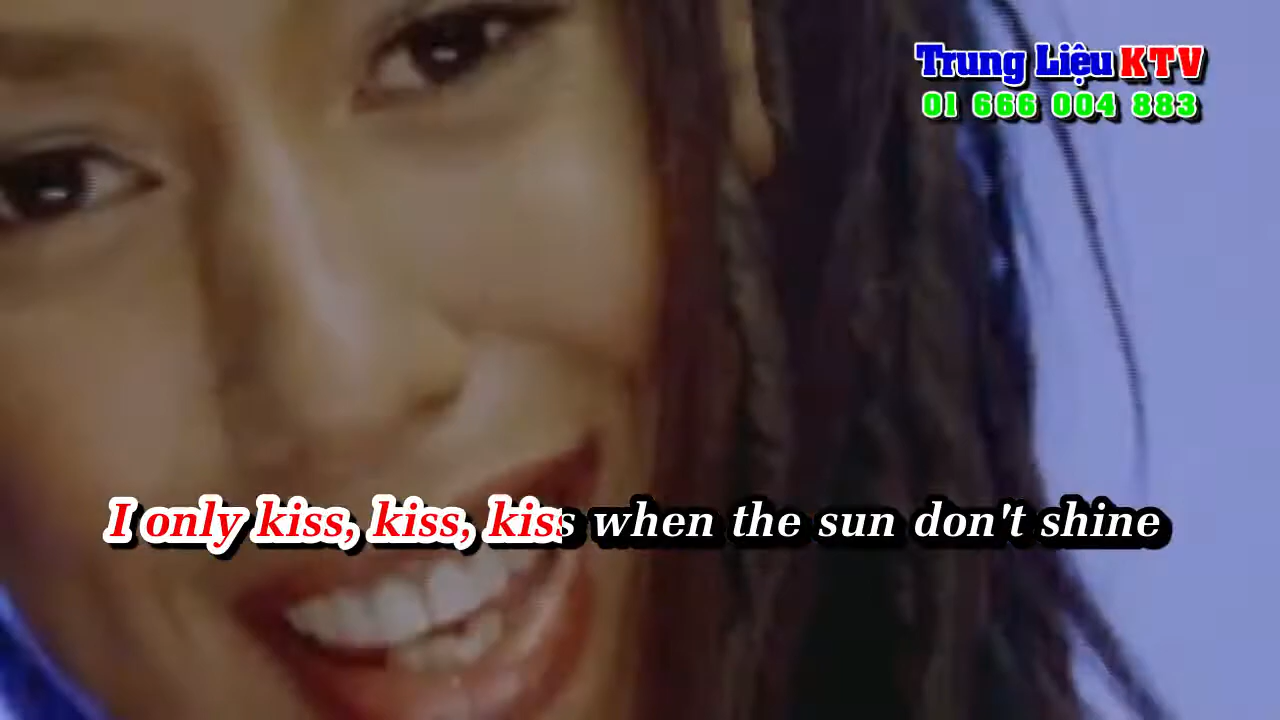 Trung Liệu KTV
01 666 004 883
I only kiss, kiss, kiss when the sun don't shine